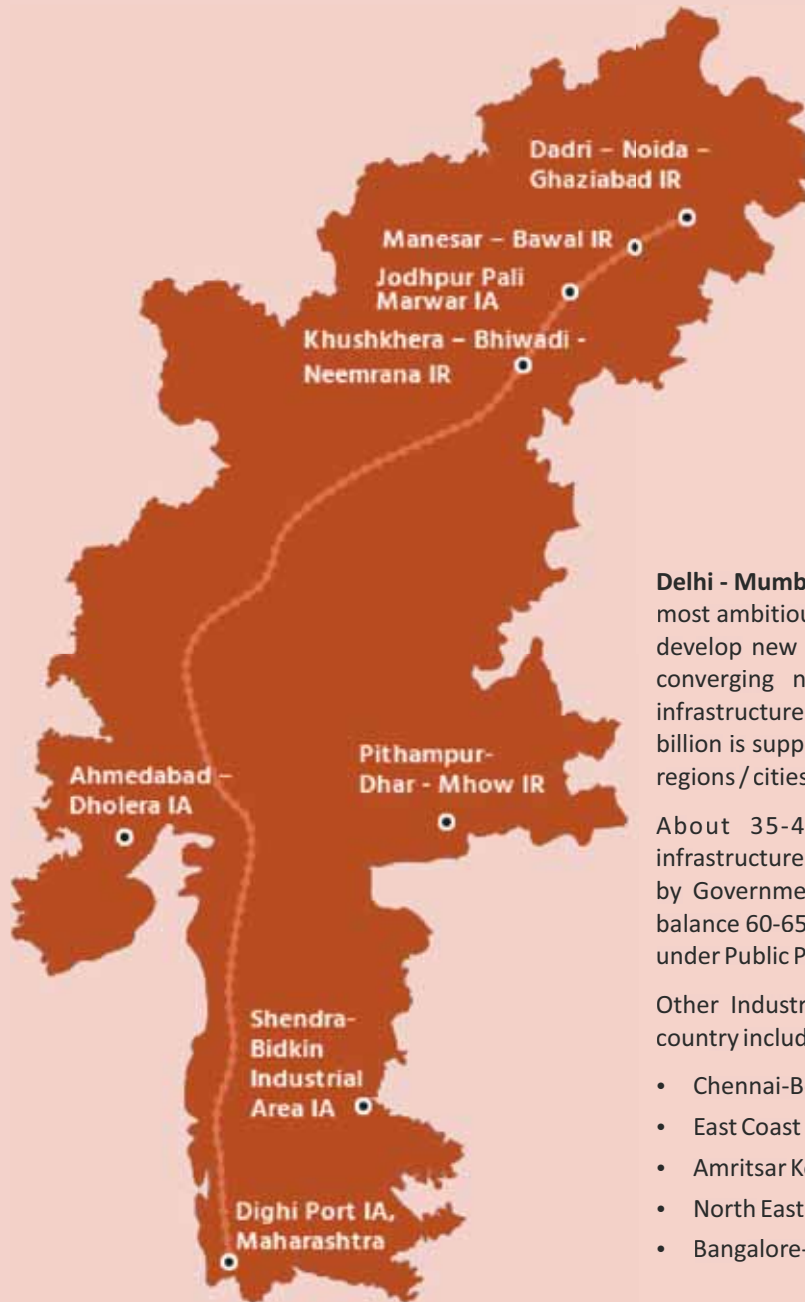 Dadri – Noida –
Ghaziabad IR
Manesar – Bawal IR
Jodhpur Pali
Marwar IA
Khushkhera – Bhiwadi -
Neemrana IR
Ahmedabad –
Dholera IA
Pithampur-
Dhar - Mhow IR
Shendra-
Bidkin
Industrial
Area IA
Dighi Port IA,
Maharashtra
Delhi - Mumb
most ambitiou
develop new
converging n
infrastructure
billion is supp
regions / cities
About 35-4
infrastructure
by Governme
balance 60-65
under Public P
Other Industr
country includ
• Chennai-B
• East Coast
• Amritsar K
• North East
• Bangalore-